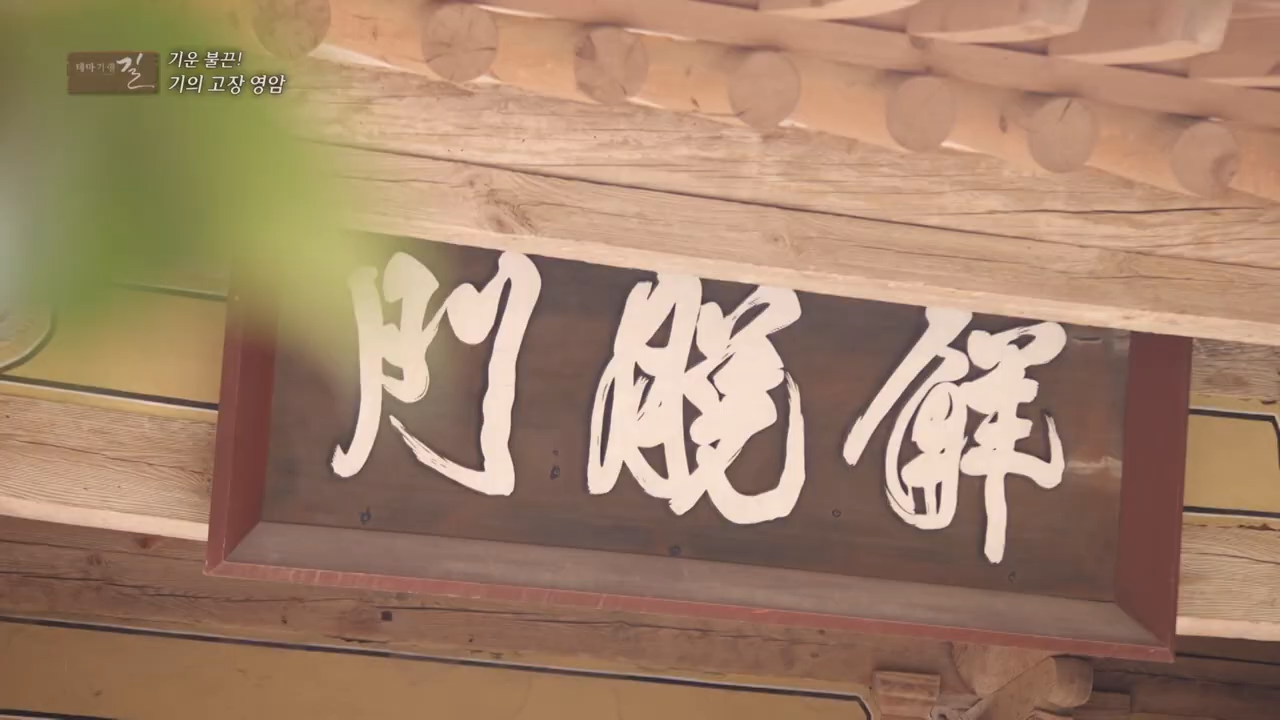 테마기행 길
기운 불끈!
기의 고장 영암
解脫門